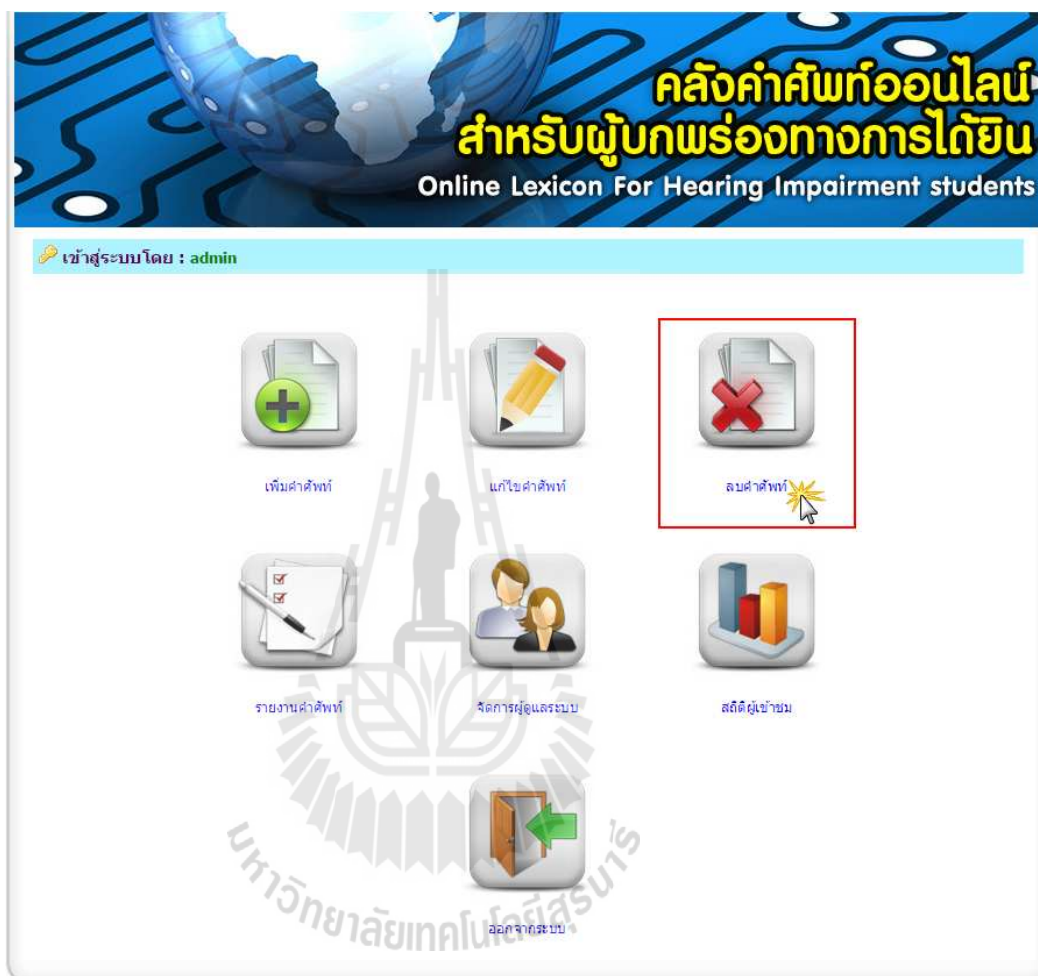 คลังคำศัพท์ออนไลน์
สำหรับผู้บกพร่องทางการได้ยิน
Online Lexicon For Hearing Impairment students
เข้าสู่ระบบโดย : admin
เพิ่มคำศัพท์
แก้ไขคำศัพท์
ลบคำศัพท์
รายงานคำศัพท์
จัดการผู้ดูแลระบบ
สถิติผู้เข้าชม
ออกจากระบบ
มหาวิทยาลัยเทคโนโลยีสุรนารี